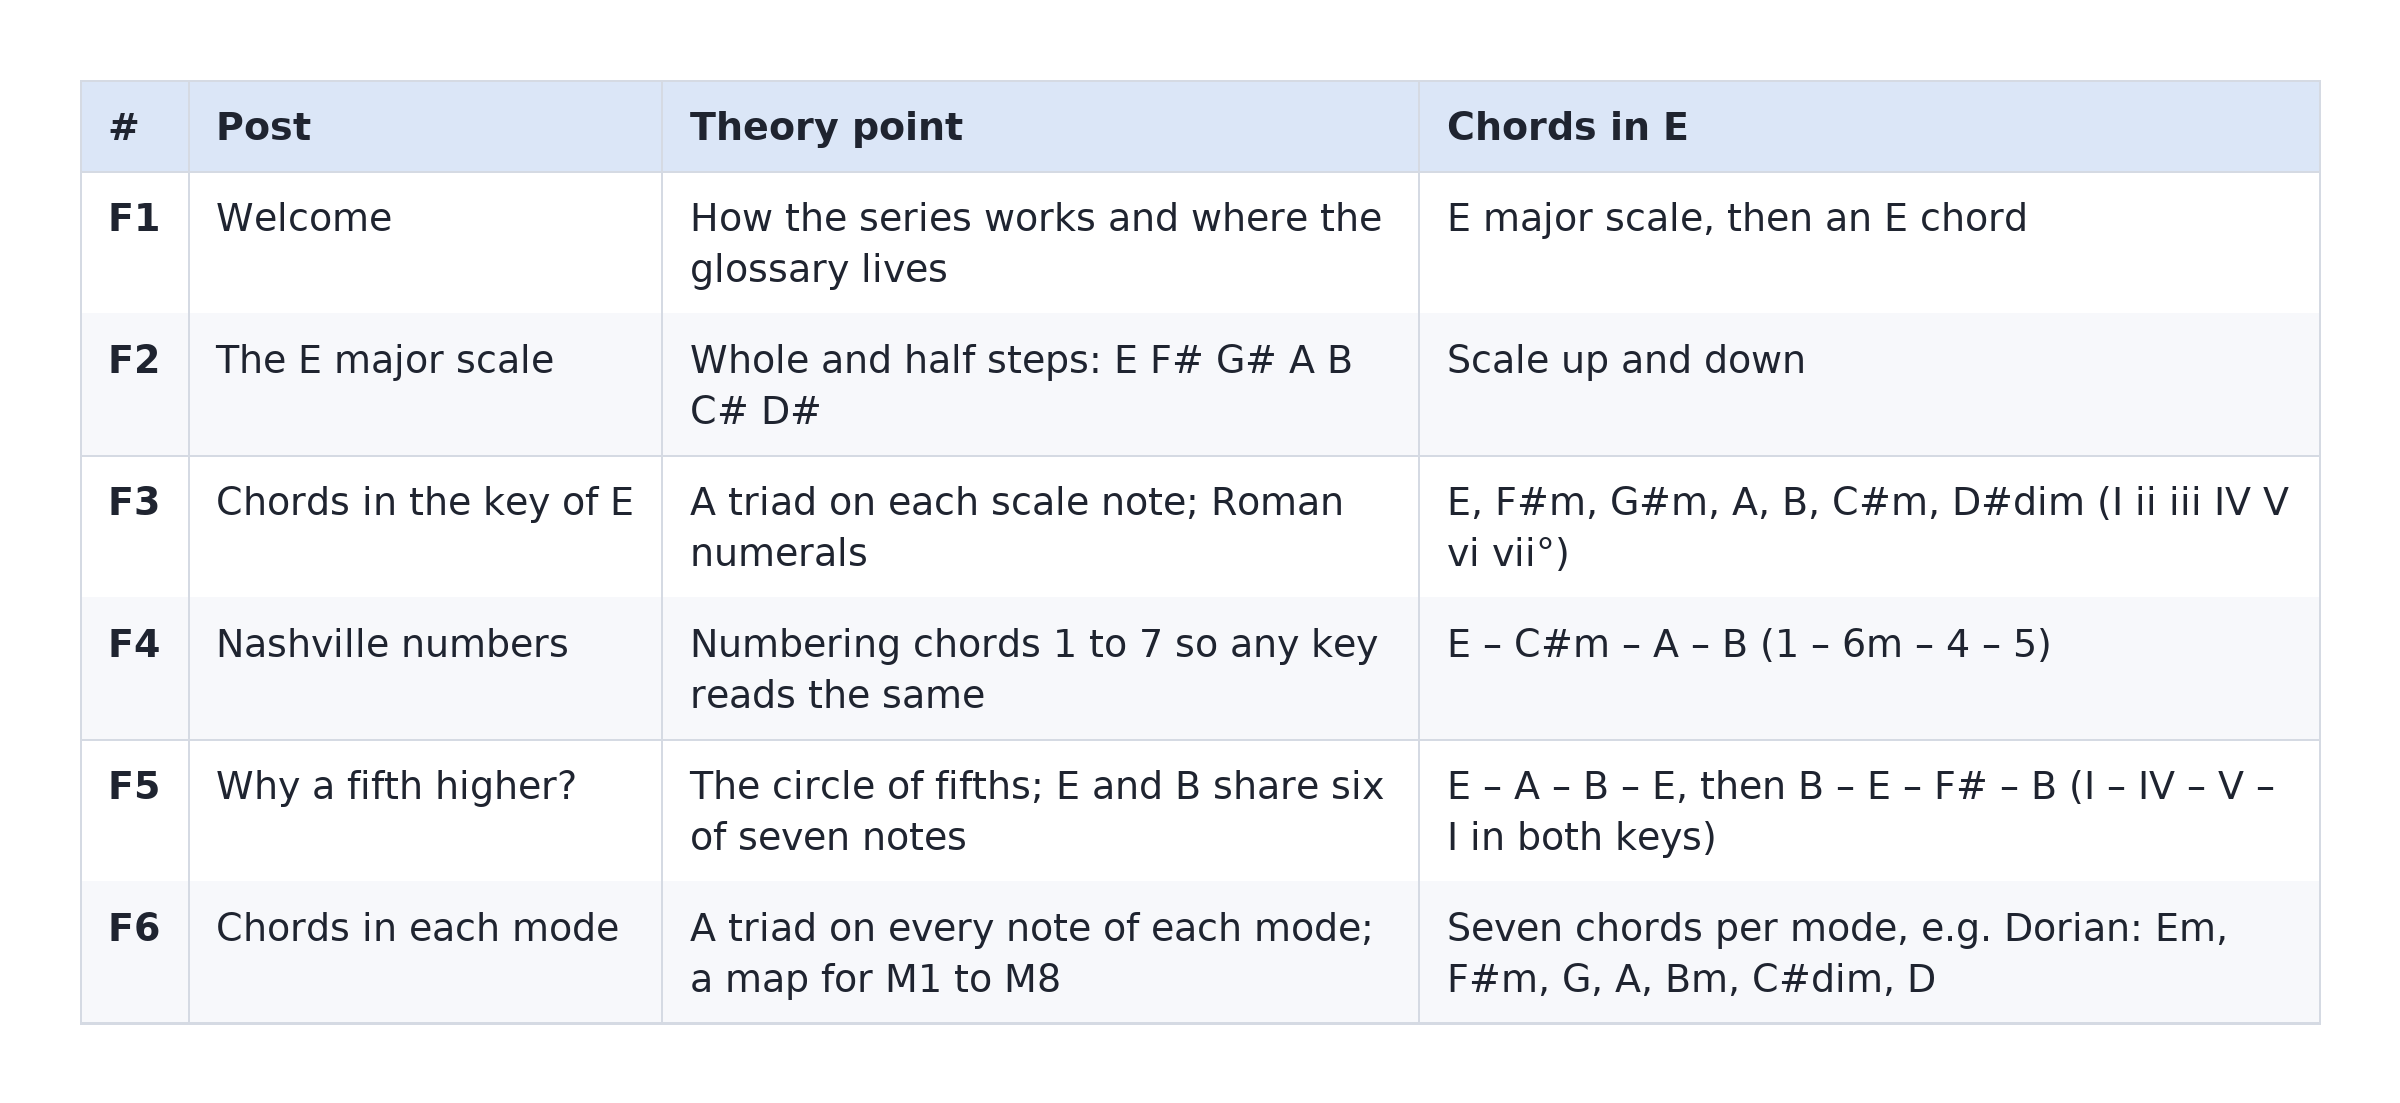 # Post Theory point Chords in E
F1 Welcome How the series works and where the E major scale, then an E chord
glossary lives
F2 The E major scale Whole and half steps: E F# G# A B Scale up and down
C# D#
F3 Chords in the key of E A triad on each scale note; Roman E, F#m, G#m, A, B, C#m, D#dim (I ii iii IV V
numerals vi vii°)
F4 Nashville numbers Numbering chords 1 to 7 so any key E – C#m – A – B (1 – 6m – 4 – 5)
reads the same
F5 Why a fifth higher? The circle of fifths; E and B share six E – A – B – E, then B – E – F# – B (I – IV – V –
of seven notes I in both keys)
F6 Chords in each mode A triad on every note of each mode; Seven chords per mode, e.g. Dorian: Em,
a map for M1 to M8 F#m, G, A, Bm, C#dim, D